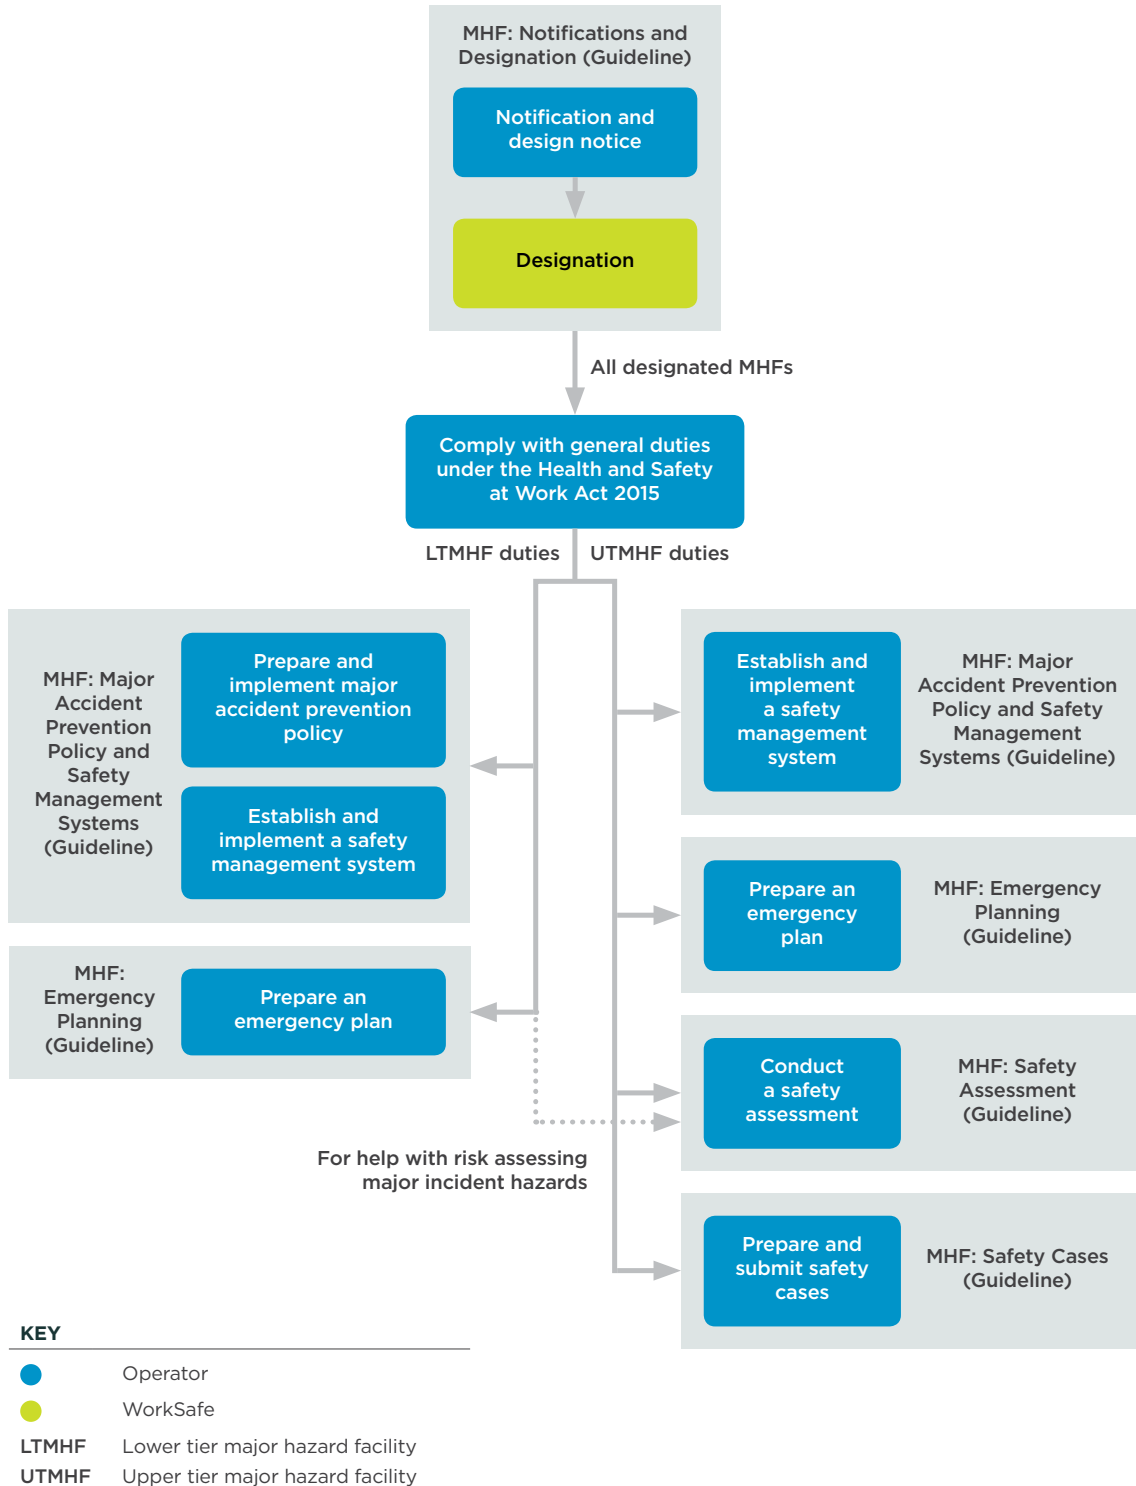 MHF: Notifications and
Designation (Guideline)
Notification and
design notice
Designation
All designated MHFs
Comply with general duties
under the Health and Safety
at Work Act 2015
LTMHF duties
UTMHF duties
MHF: Major
Accident
Prevention
Policy and
Safety
Management
Systems
(Guideline)
Prepare and
implement major
accident prevention
policy
Establish and
implement a safety
management system
MHF:
Emergency
Planning
(Guideline)
Prepare an
emergency plan
Establish and
implement
a safety
management
system
MHF: Major
Accident Prevention
Policy and Safety
Management
Systems (Guideline)
Prepare an
emergency
plan
MHF: Emergency
Planning
(Guideline)
Conduct
a safety
assessment
MHF: Safety
Assessment
(Guideline)
For help with risk assessing
major incident hazards
Prepare and
submit safety
cases
MHF: Safety Cases
(Guideline)
KEY
Operator
WorkSafe
LTMHF Lower tier major hazard facility
UTMHF Upper tier major hazard facility